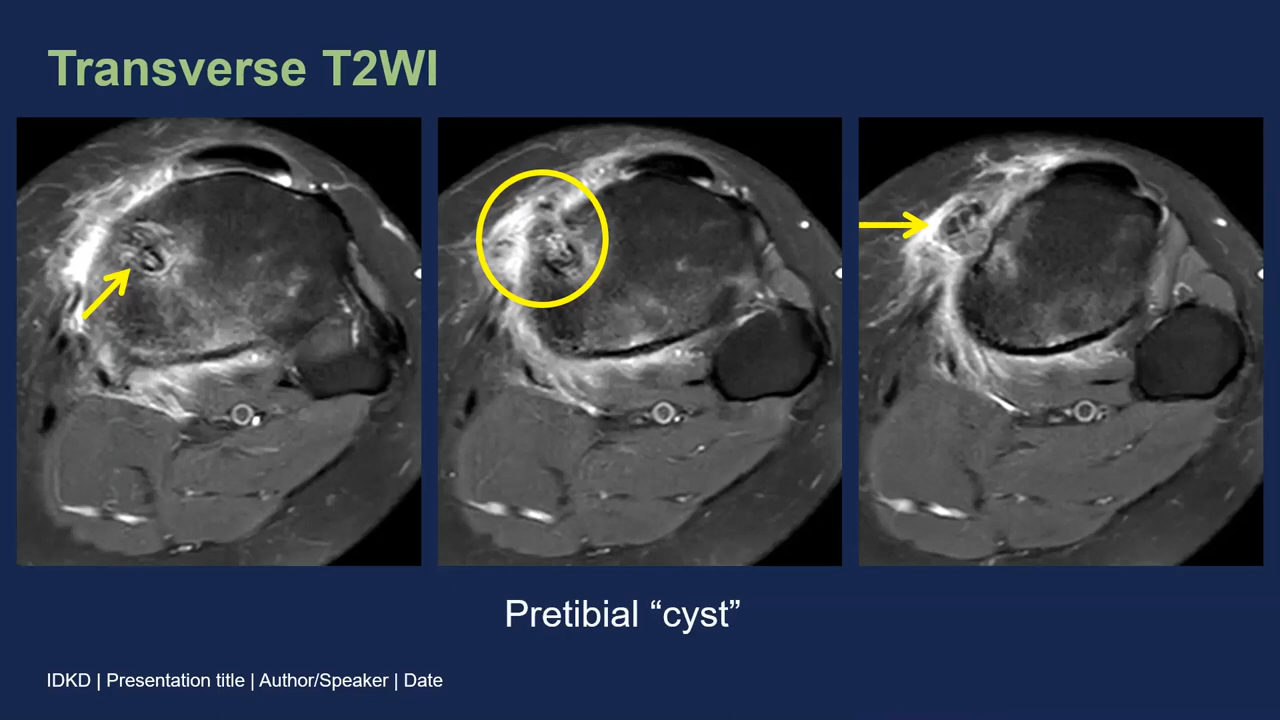 Transverse T2WI
Pretibial “cyst”
IDKD | Presentation title | Author/Speaker | Date